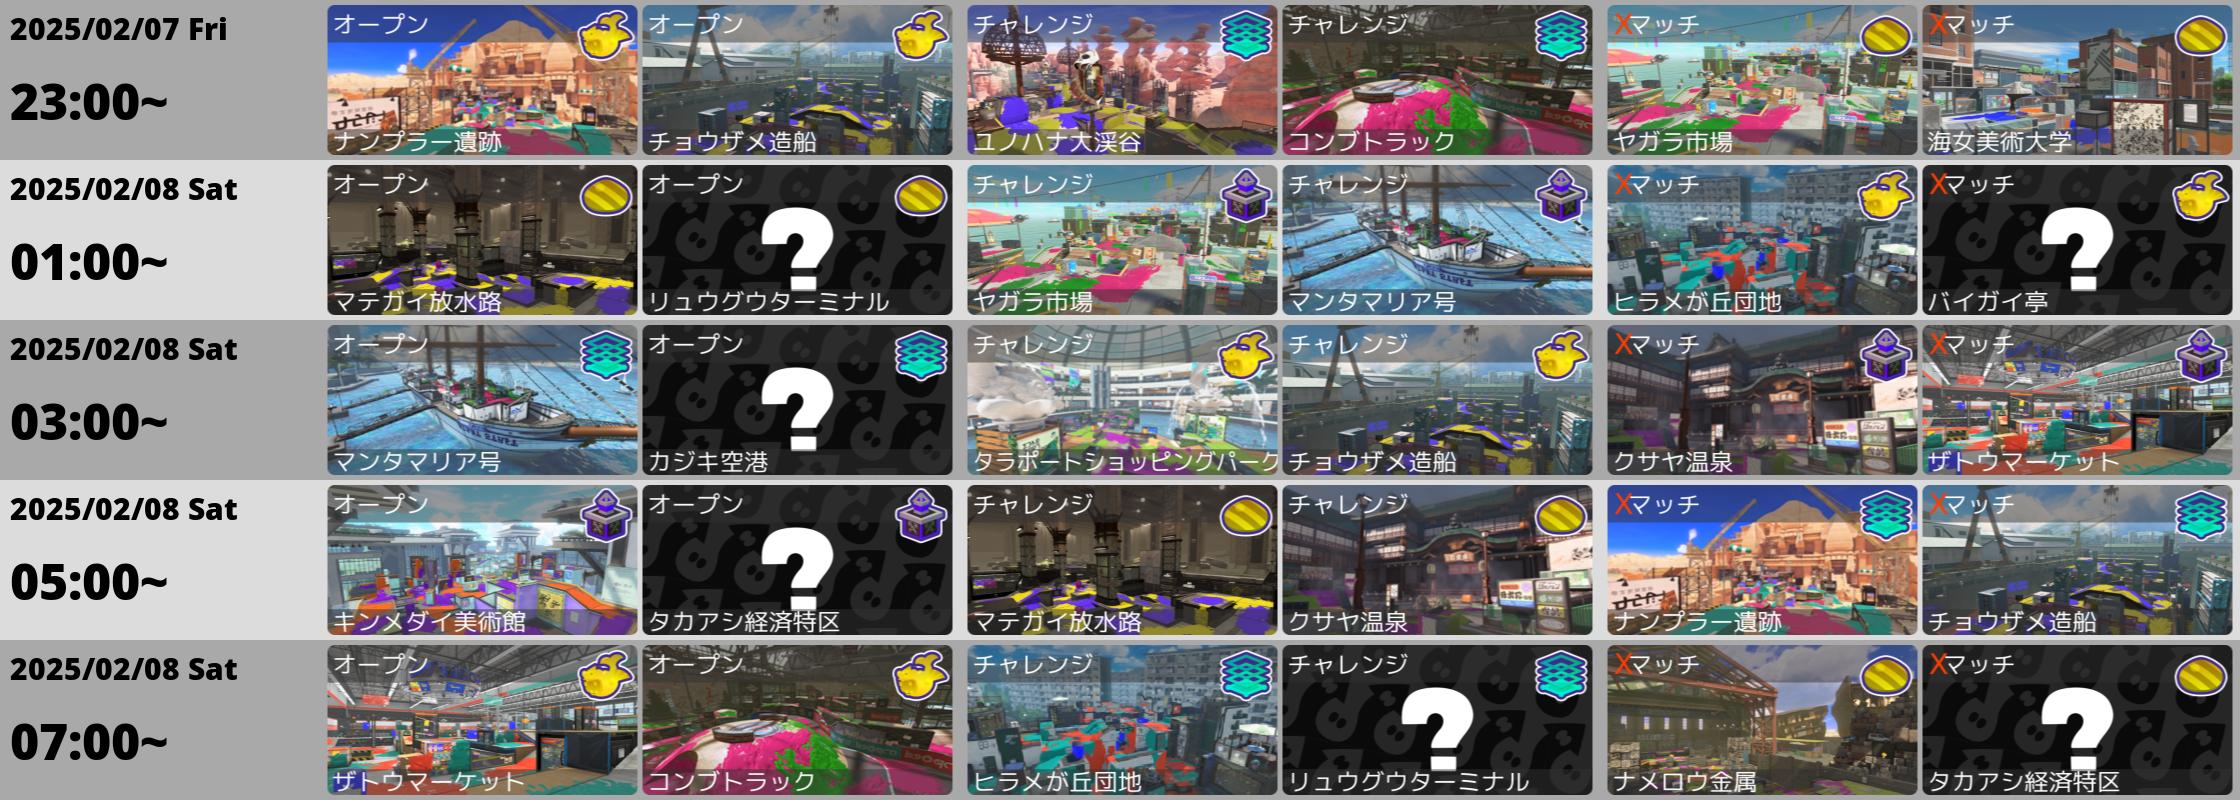 2025/02/07 Fri
23:00~
オープン
ナンプラー遺跡
オープン
チョウザメ造船
チャレンジ
ユノハナ大渓谷
チャレンジ
コンブトラック
Xマッチ
ヤガラ市場
Xマッチ
海女美術大学
2025/02/08 Sat
01:00~
オープン
マテガイ放水路
オープン
?
リュウグウターミナル
チャレンジ
ヤガラ市場
チャレンジ
マンタマリア号
Xマッチ
ヒラメが丘団地
Xマッチ
?
バイガイ亭
2025/02/08 Sat
03:00~
オープン
マンタマリア号
オープン
?
カジキ空港
チャレンジ
タラポートショッピングパーク
チャレンジ
チョウザメ造船
Xマッチ
クサヤ温泉
Xマッチ
ザトウマーケット
2025/02/08 Sat
05:00~
オープン
キンメダイ美術館
オープン
?
タカアシ経済特区
チャレンジ
マテガイ放水路
チャレンジ
クサヤ温泉
Xマッチ
ナンプラー遺跡
Xマッチ
チョウザメ造船
2025/02/08 Sat
07:00~
オープン
ザトウマーケット
オープン
コンブトラック
チャレンジ
ヒラメが丘団地
チャレンジ
?
リュウグウターミナル
Xマッチ
ナメロウ金属
Xマッチ
?
タカアシ経済特区